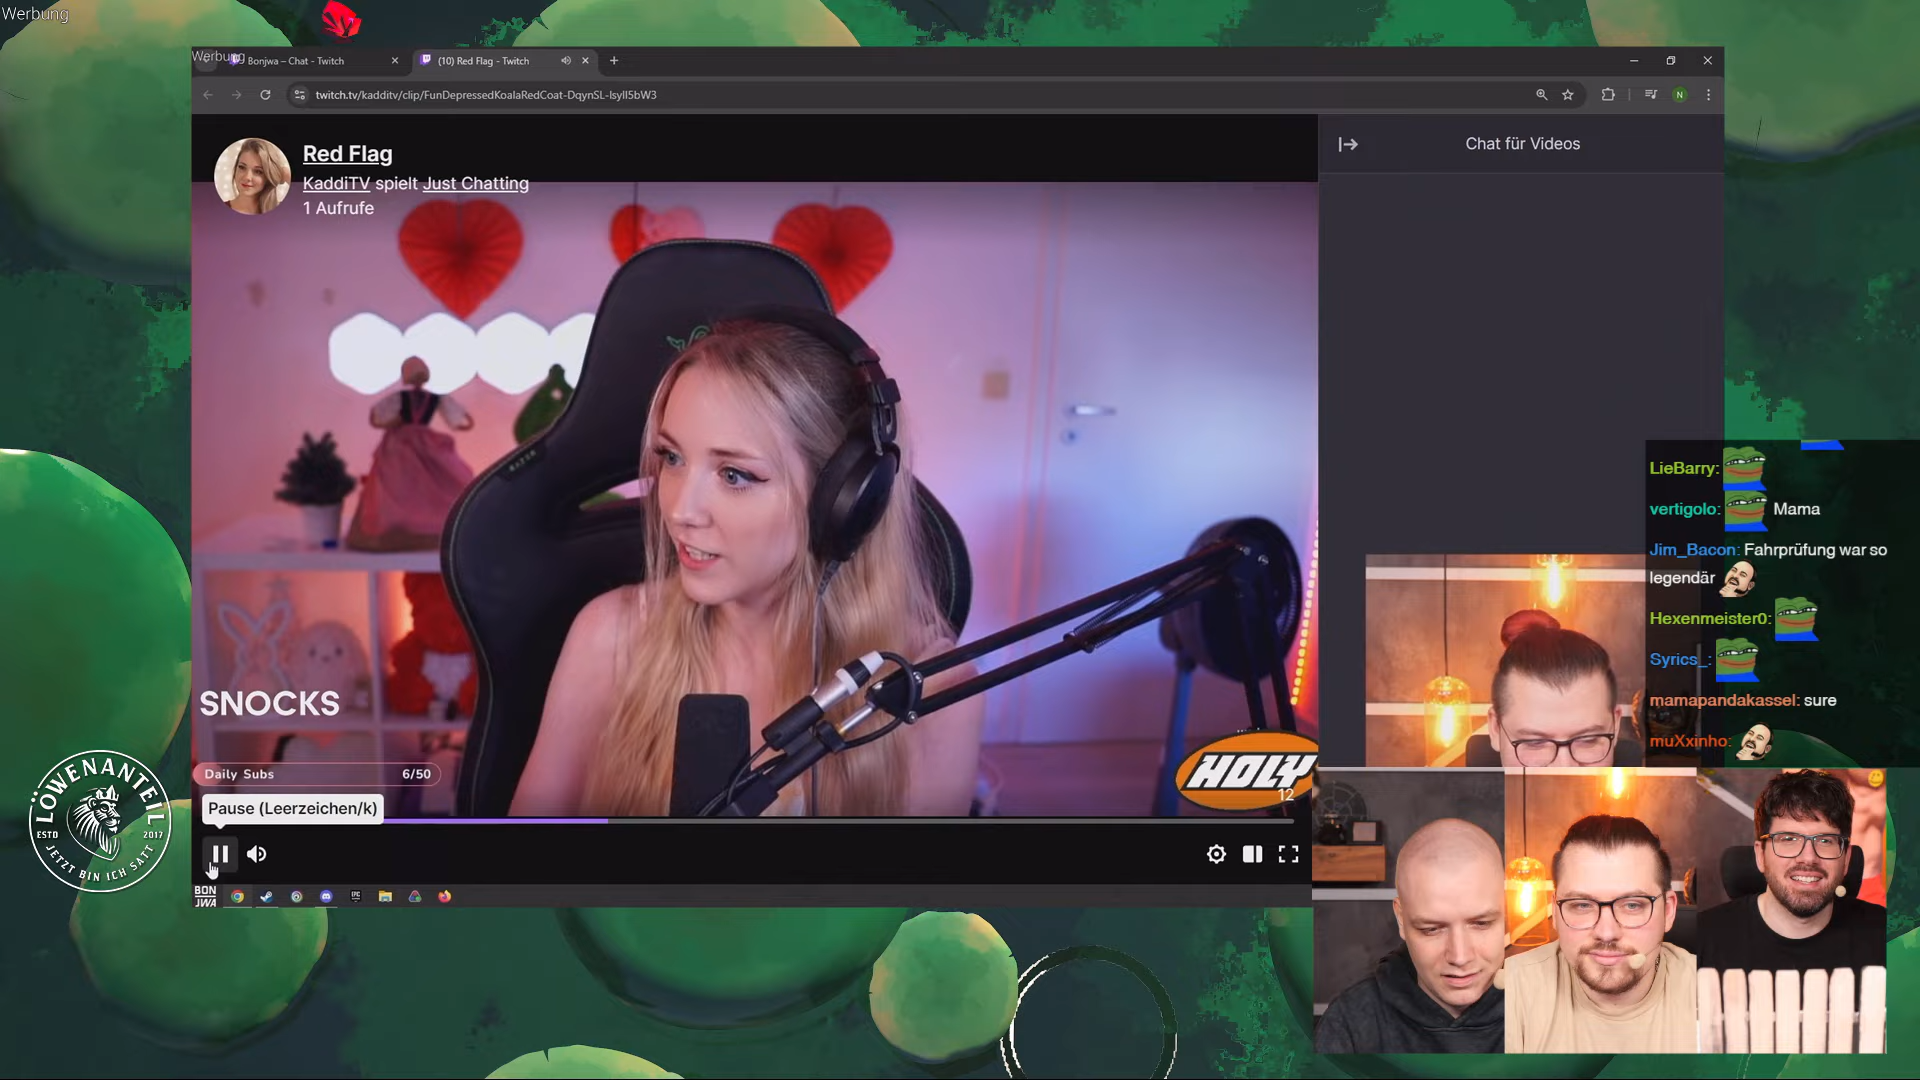 Werbung
Werbung
Bonjwa – Chat - Twitch
(10) Red Flag - Twitch
twitch.tv/kadditv/clip/FunDepressedKoalaRedCoat-DqynSL-IsyIl5bW3
N
Red Flag
KaddiTV spielt Just Chatting
1 Aufrufe
Chat für Videos
LieBarry:
vertigolo: Mama
Jim_Bacon: Fahrprüfung war so
legendär
Hexenmeister0:
Syrics_:
mamapandakassel: sure
muXxinho:
SNOCKS
Daily Subs 6/50
Pause (Leerzeichen/k)
HOLY
12
LÖWENANTEIL
ESTD 2017
JETZT BIN ICH SATT
BON
JWA